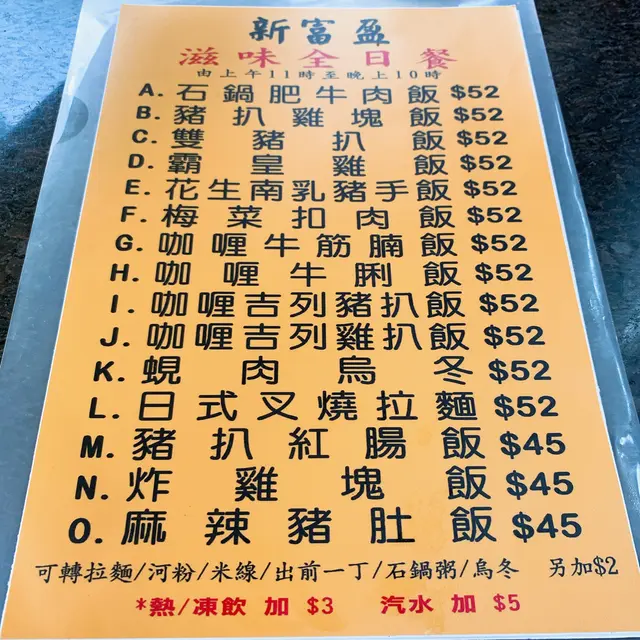 新富盈
滋味全日餐
由上午11時至晚上10時
A. 石鍋肥牛肉飯 $52
B. 豬扒雞塊飯 $52
C. 雙豬扒飯 $52
D. 霸皇雞飯 $52
E. 花生南乳豬手飯 $52
F. 梅菜扣肉飯 $52
G. 咖喱牛筋腩飯 $52
H. 咖喱牛脷飯 $52
I. 咖喱吉列豬扒飯 $52
J. 咖喱吉列雞扒飯 $52
K. 蜆肉烏冬 $52
L. 日式叉燒拉麵 $52
M. 豬扒紅腸飯 $45
N. 炸雞塊飯 $45
O. 麻辣豬肚飯 $45
可轉拉麵/河粉/米線/出前一丁/石鍋粥/烏冬 另加$2
*熱/凍飲 加 $3 汽水 加 $5